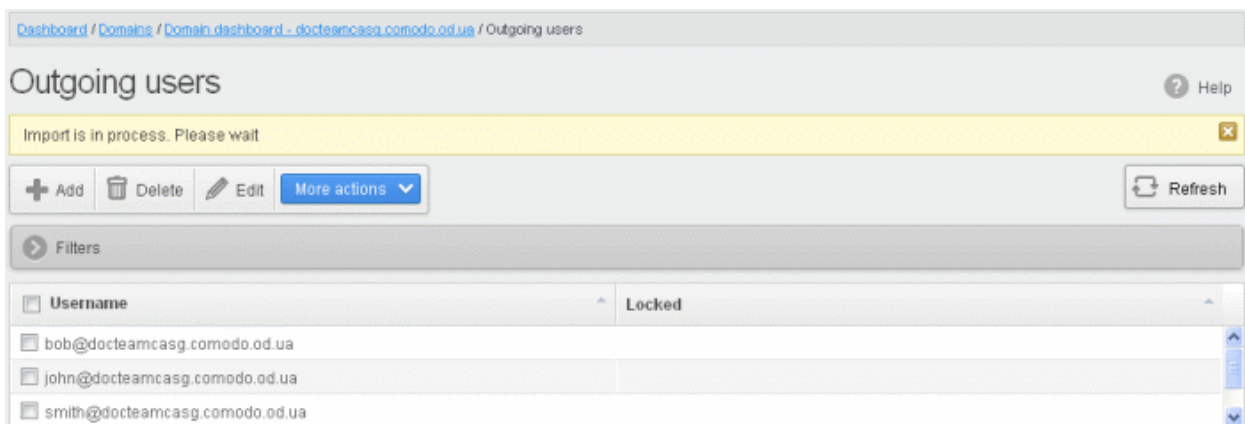 Dashboard / Domains / Domain dashboard - docteamcasg.comodo.od.ua / Outgoing users
Outgoing users
Help
Import is in process. Please wait
Add Delete Edit More actions
Refresh
Filters
Username Locked
bob@docteamcasg.comodo.od.ua
john@docteamcasg.comodo.od.ua
smith@docteamcasg.comodo.od.ua